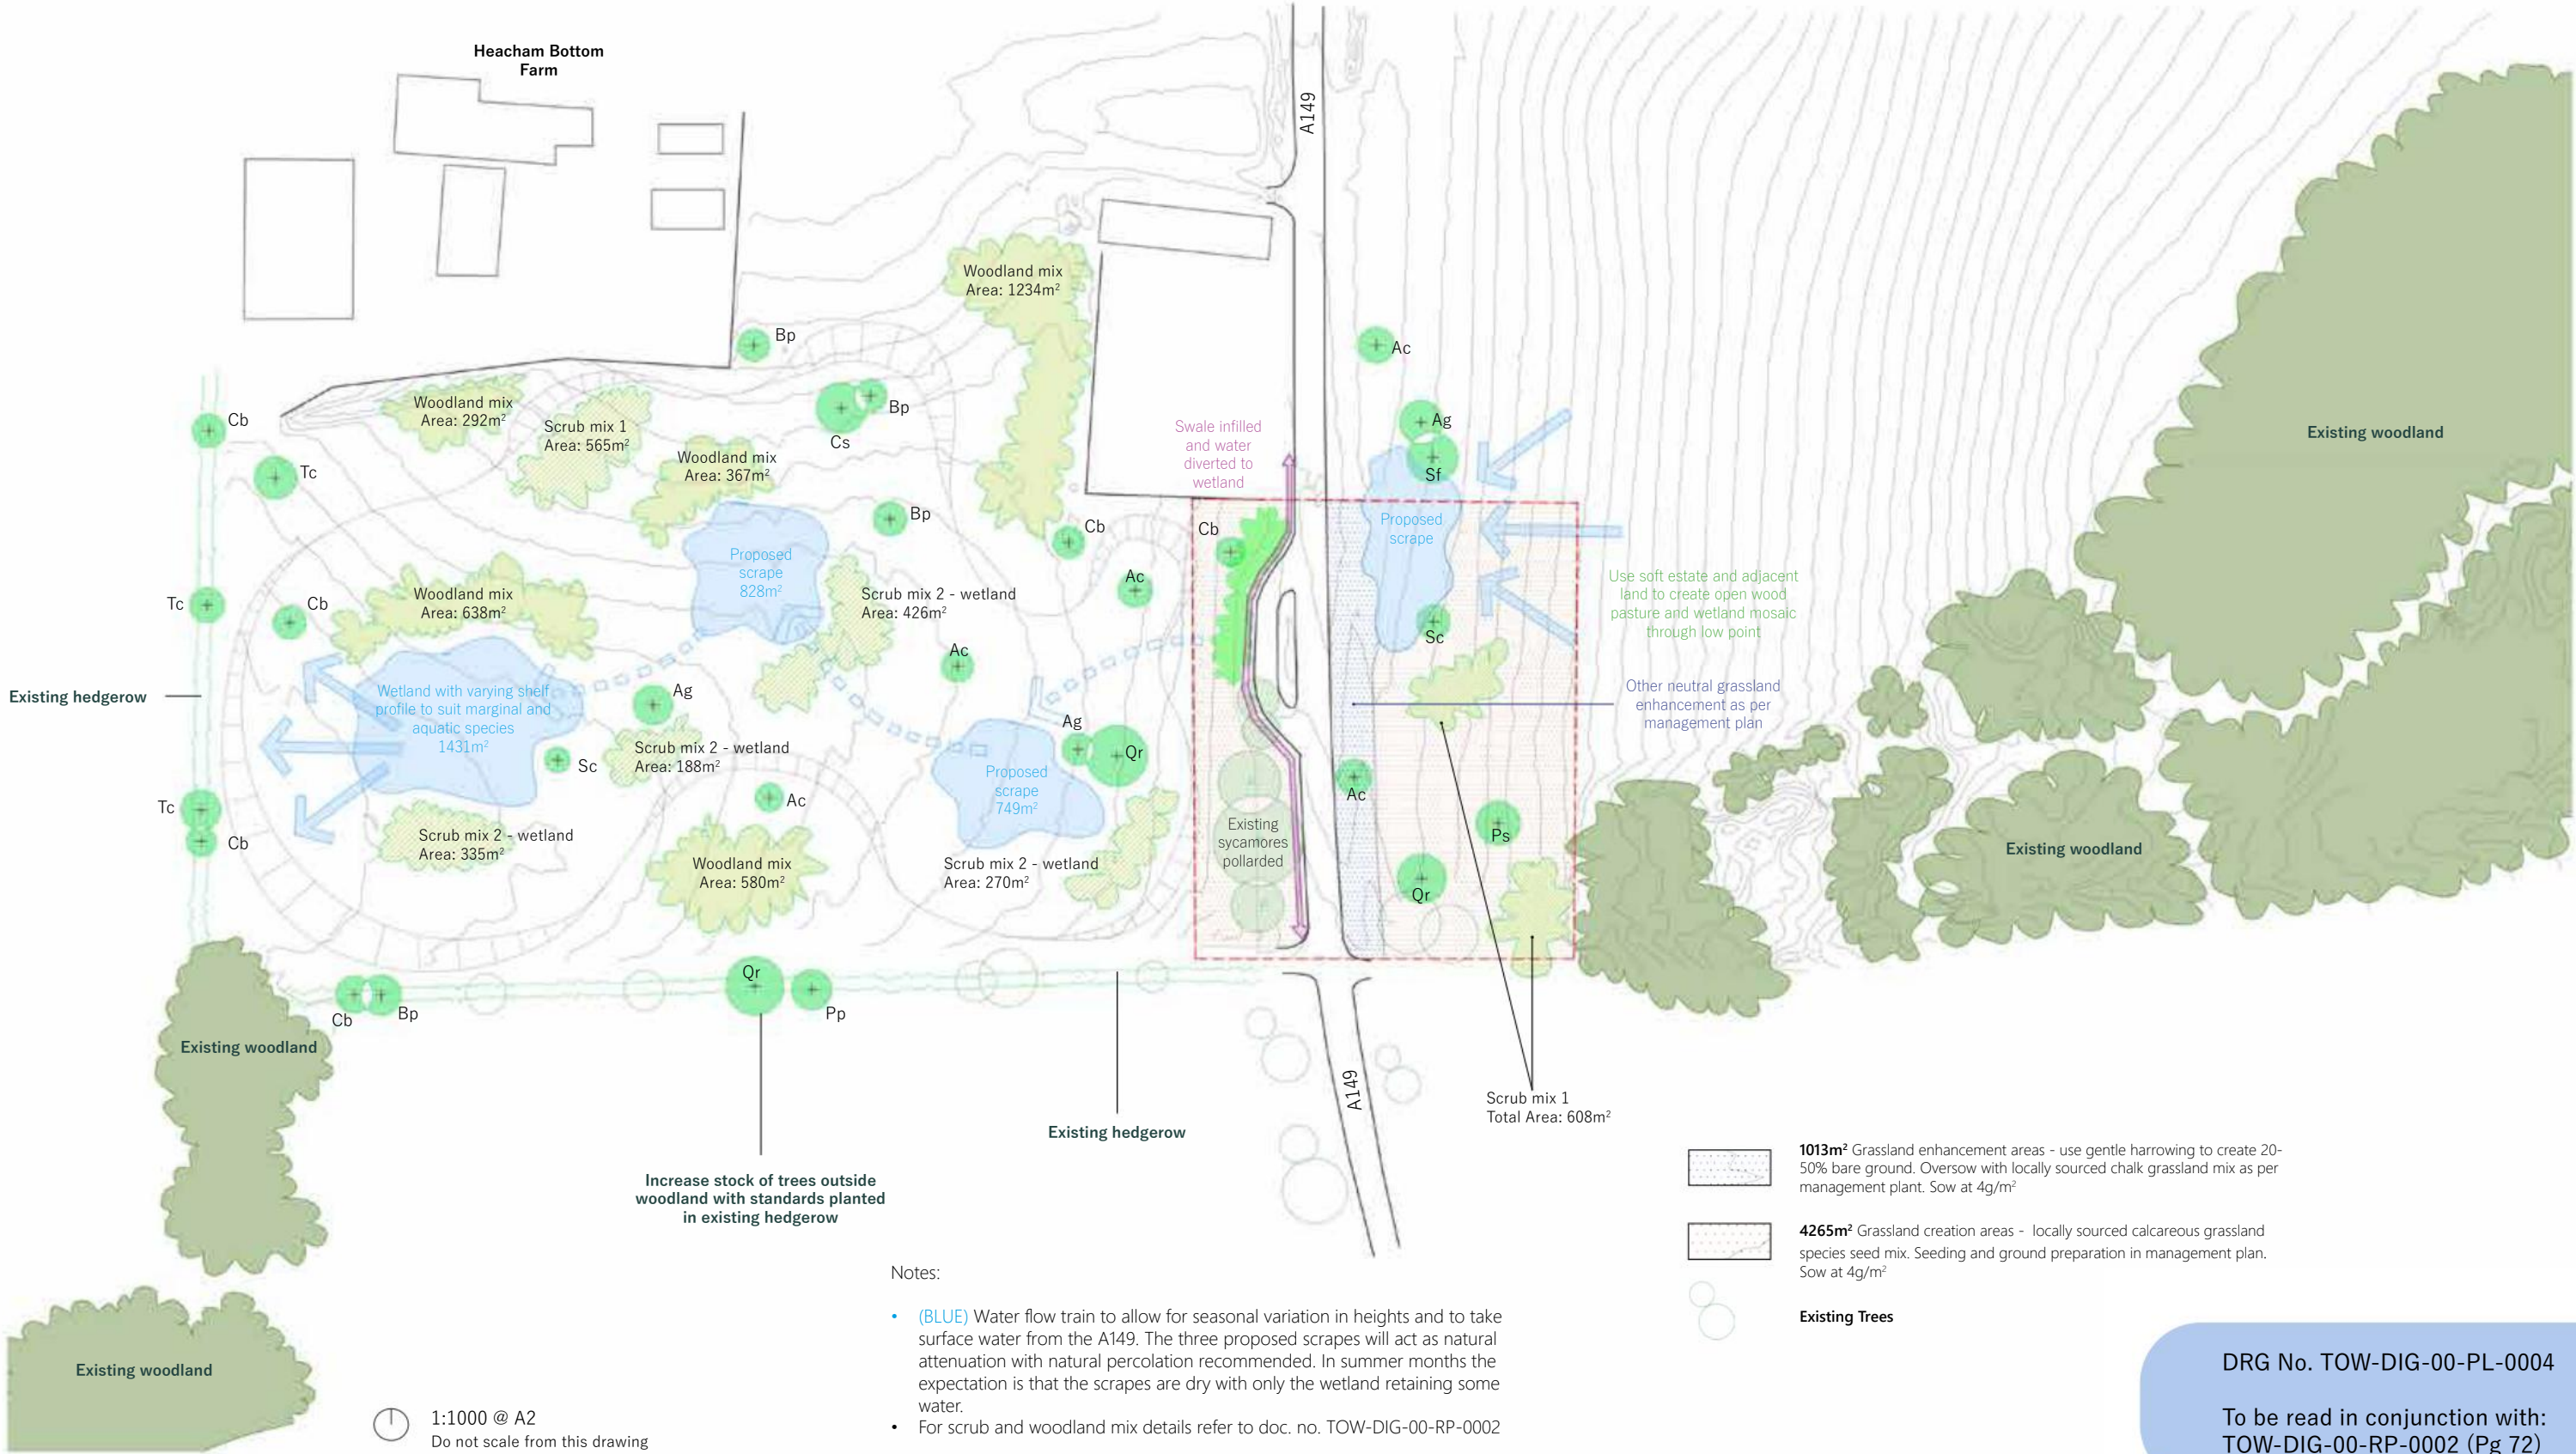 Heacham Bottom
Farm
A149
Woodland mix
Area: 1234m²
Bp
Ac
Woodland mix
Area: 292m²
Scrub mix 1
Area: 565m²
Cb
Bp
Cs
Ag
Swale infilled
and water
diverted to
wetland
Existing woodland
Woodland mix
Area: 367m²
Tc
Sf
Bp
Cb
Cb
Proposed
scrape
Proposed
scrape
828m²
Ac
Use soft estate and adjacent
land to create open wood
pasture and wetland mosaic
through low point
Scrub mix 2 - wetland
Area: 426m²
Tc
Cb
Woodland mix
Area: 638m²
Sc
Ac
Existing hedgerow
Wetland with varying shelf
profile to suit marginal and
aquatic species
1431m²
Ag
Other neutral grassland
enhancement as per
management plan
Ag
Qr
Scrub mix 2 - wetland
Area: 188m²
Sc
Proposed
scrape
749m²
Ac
Ac
Tc
Cb
Scrub mix 2 - wetland
Area: 335m²
Existing
sycamores
pollarded
Ps
Existing woodland
Woodland mix
Area: 580m²
Scrub mix 2 - wetland
Area: 270m²
Qr
Qr
Pp
Cb
Bp
Existing woodland
A149
Scrub mix 1
Total Area: 608m²
Existing hedgerow
Increase stock of trees outside
woodland with standards planted
in existing hedgerow
1013m² Grassland enhancement areas - use gentle harrowing to create 20-
50% bare ground. Oversow with locally sourced chalk grassland mix as per
management plant. Sow at 4g/m²
4265m² Grassland creation areas - locally sourced calcareous grassland
species seed mix. Seeding and ground preparation in management plan.
Sow at 4g/m²
Existing Trees
Notes:
• (BLUE) Water flow train to allow for seasonal variation in heights and to take
surface water from the A149. The three proposed scrapes will act as natural
attenuation with natural percolation recommended. In summer months the
expectation is that the scrapes are dry with only the wetland retaining some
water.
• For scrub and woodland mix details refer to doc. no. TOW-DIG-00-RP-0002
Existing woodland
1:1000 @ A2
Do not scale from this drawing
DRG No. TOW-DIG-00-PL-0004
To be read in conjunction with:
TOW-DIG-00-RP-0002 (Pg 72)